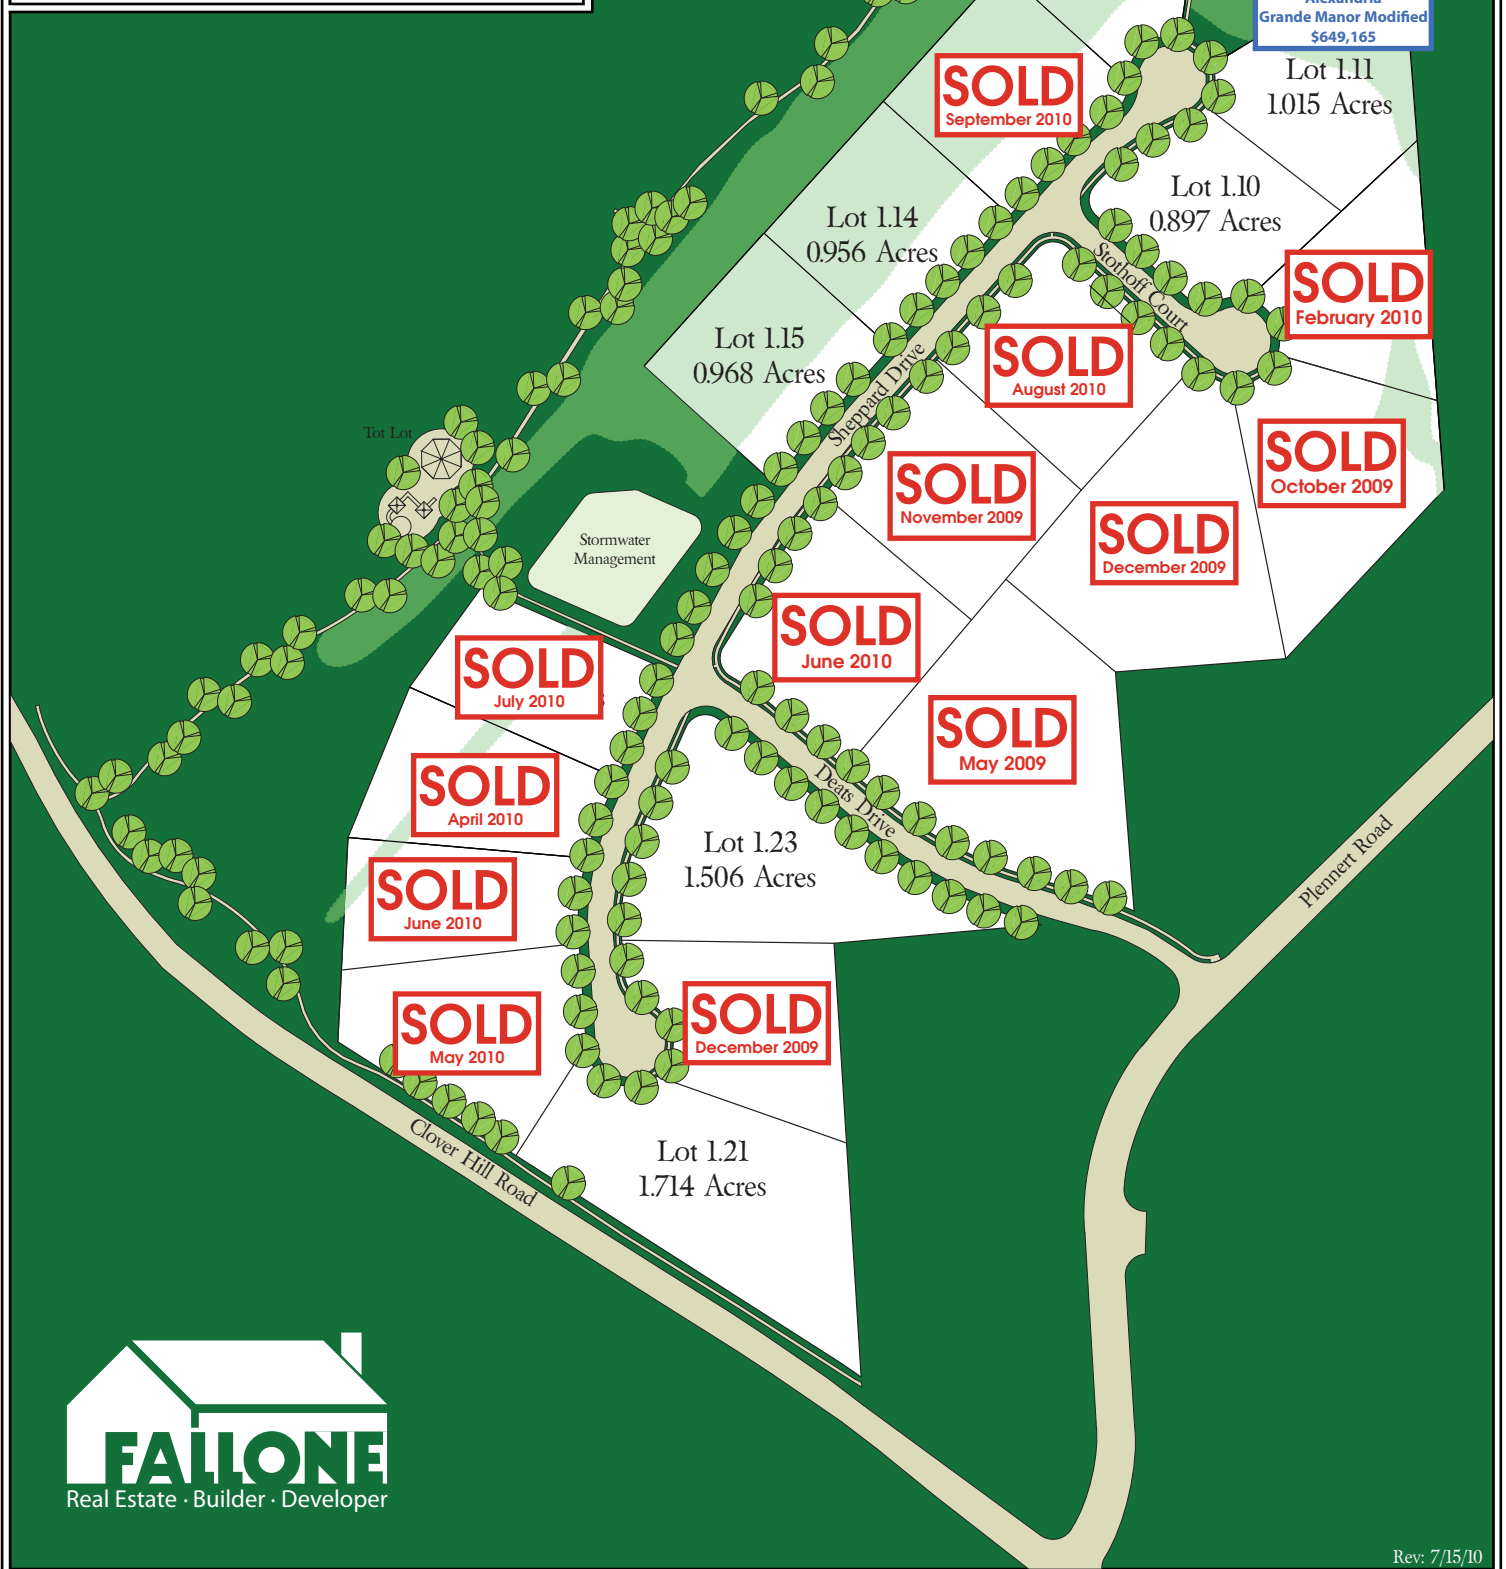 Alexandria
Grande Manor Modified
$649,165
Lot 1.11
1.015 Acres
SOLD
September 2010
Lot 1.10
0.897 Acres
Lot 1.14
0.956 Acres
Stothoff Court
SOLD
February 2010
Lot 1.15
0.968 Acres
SOLD
August 2010
Sheppard Drive
Tot Lot
SOLD
October 2009
SOLD
November 2009
SOLD
December 2009
Stormwater
Management
SOLD
June 2010
SOLD
July 2010
SOLD
May 2009
SOLD
April 2010
Deats Drive
Lot 1.23
1.506 Acres
Plennert Road
SOLD
June 2010
SOLD
December 2009
SOLD
May 2010
Clover Hill Road
Lot 1.21
1.714 Acres
FALLONE
Real Estate · Builder · Developer
Rev: 7/15/10